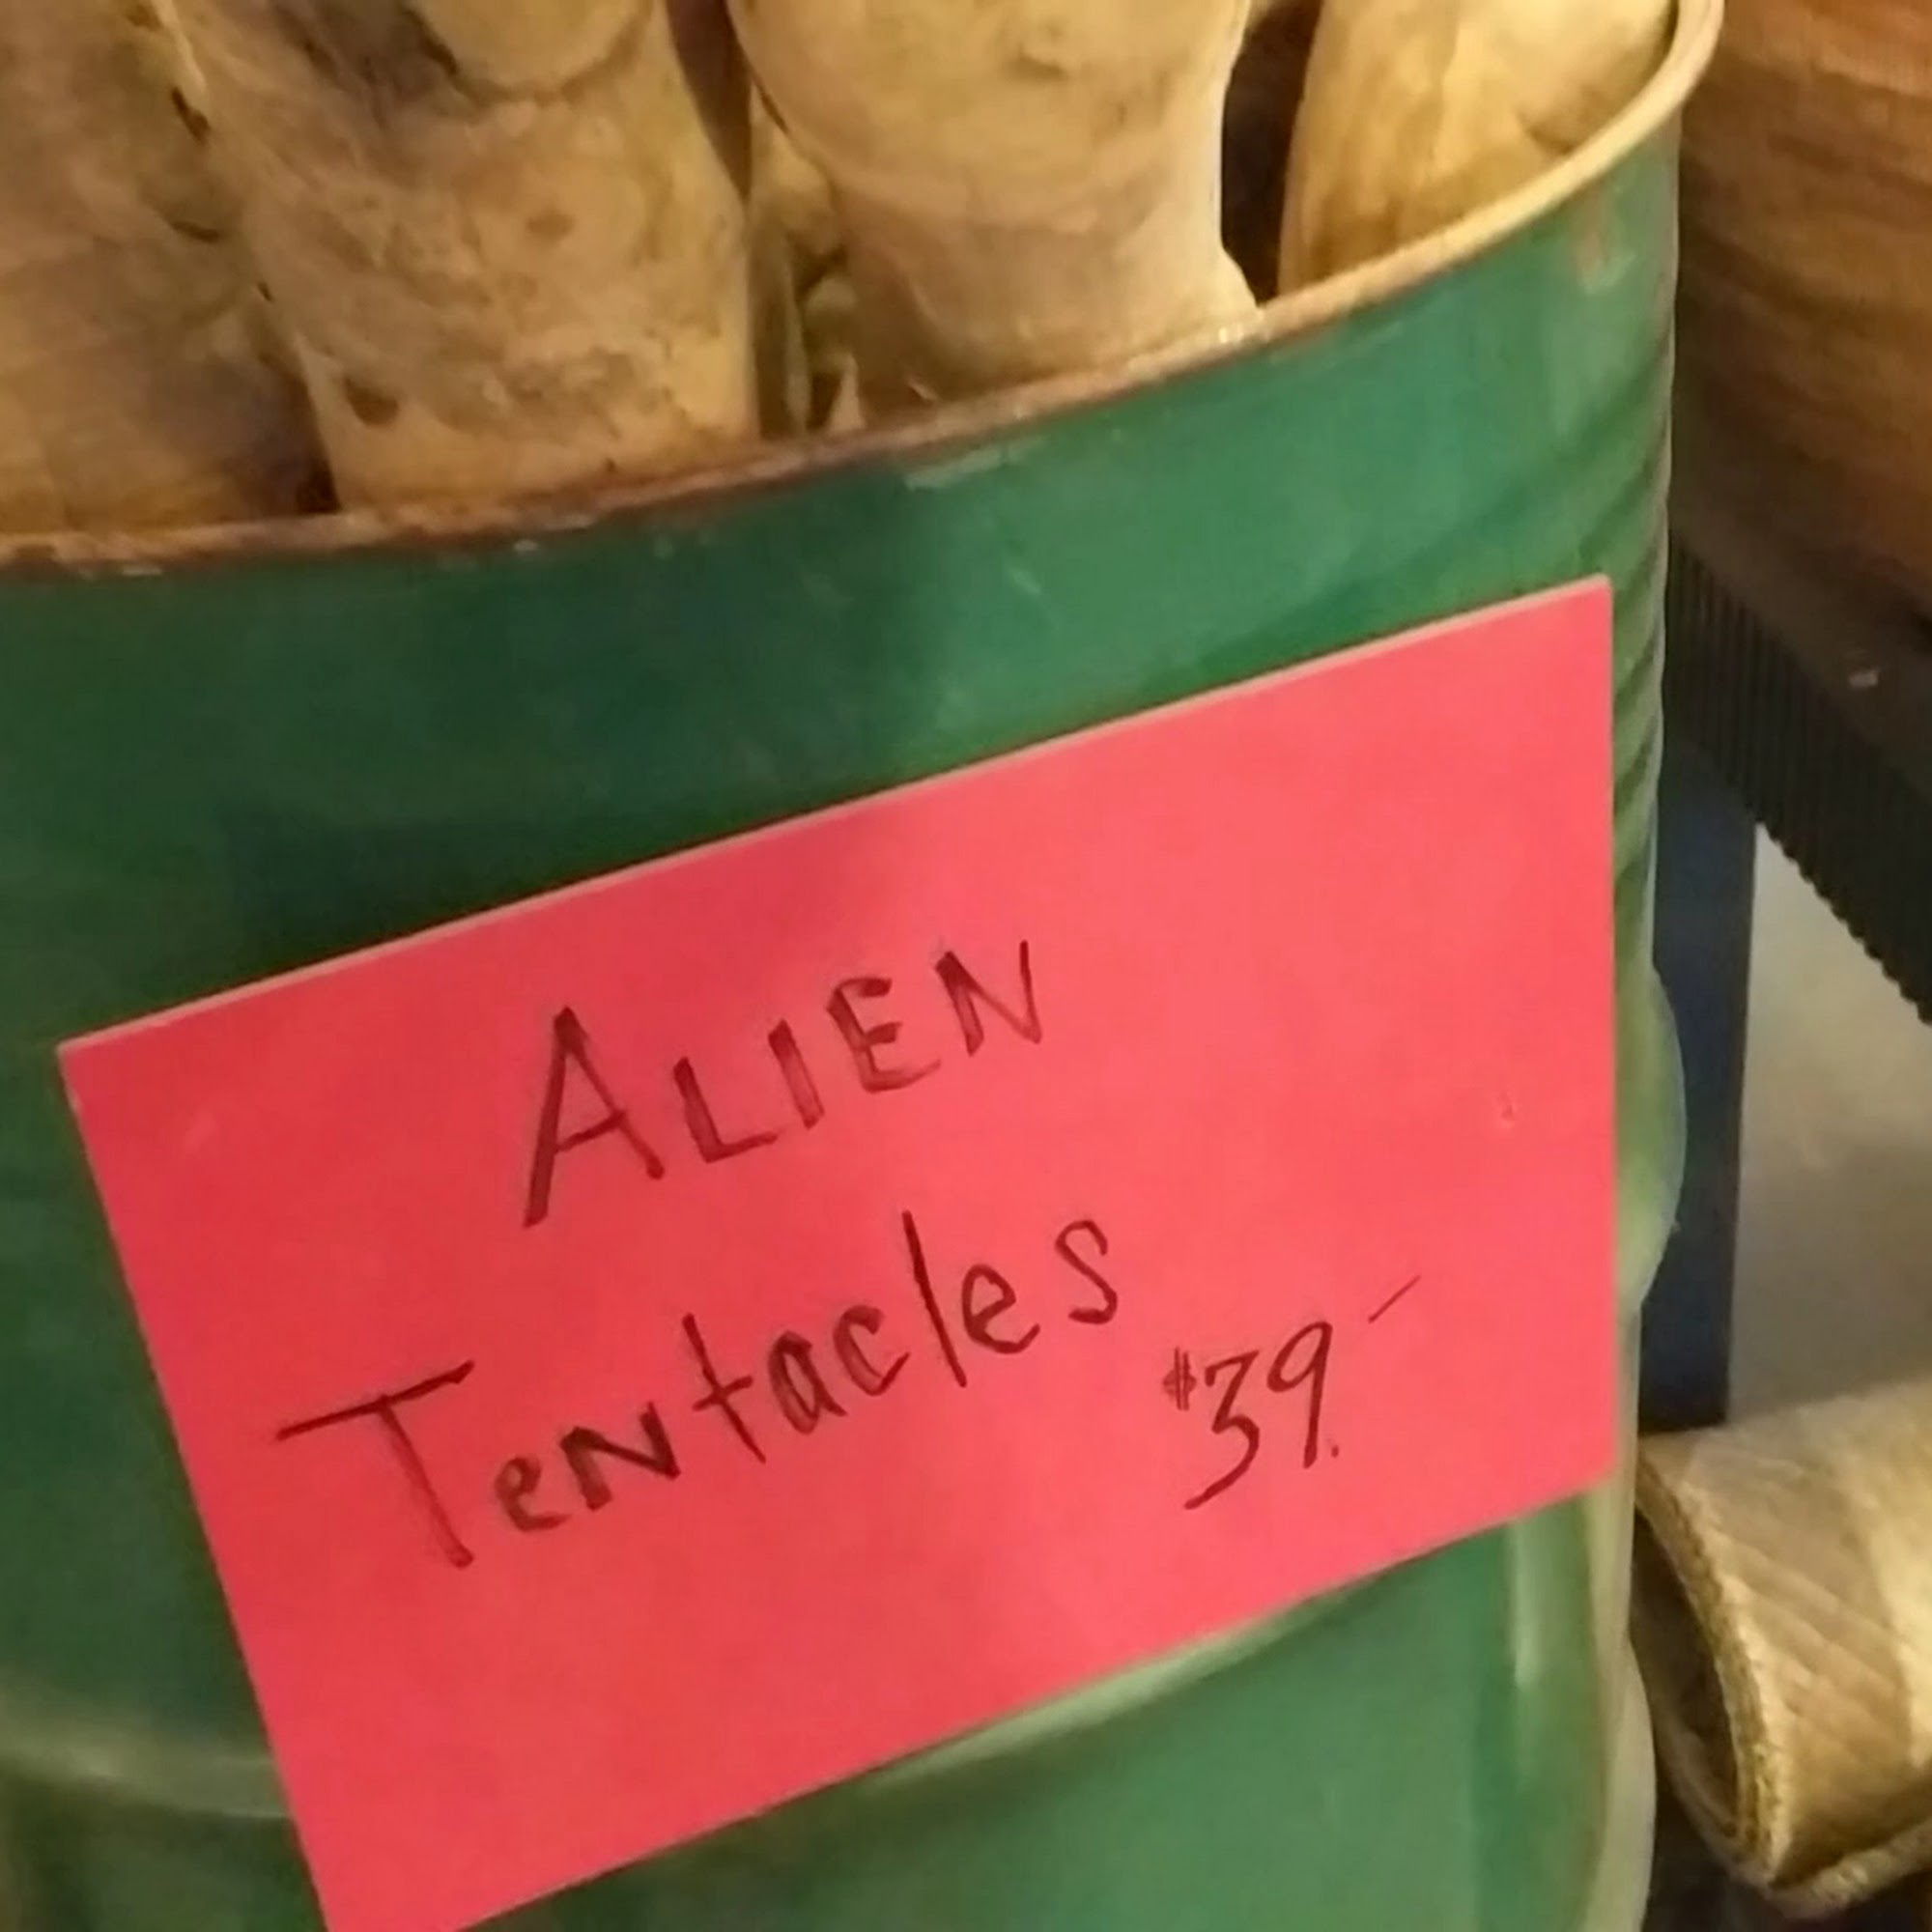 ALIEN
Tentacles
$39.-